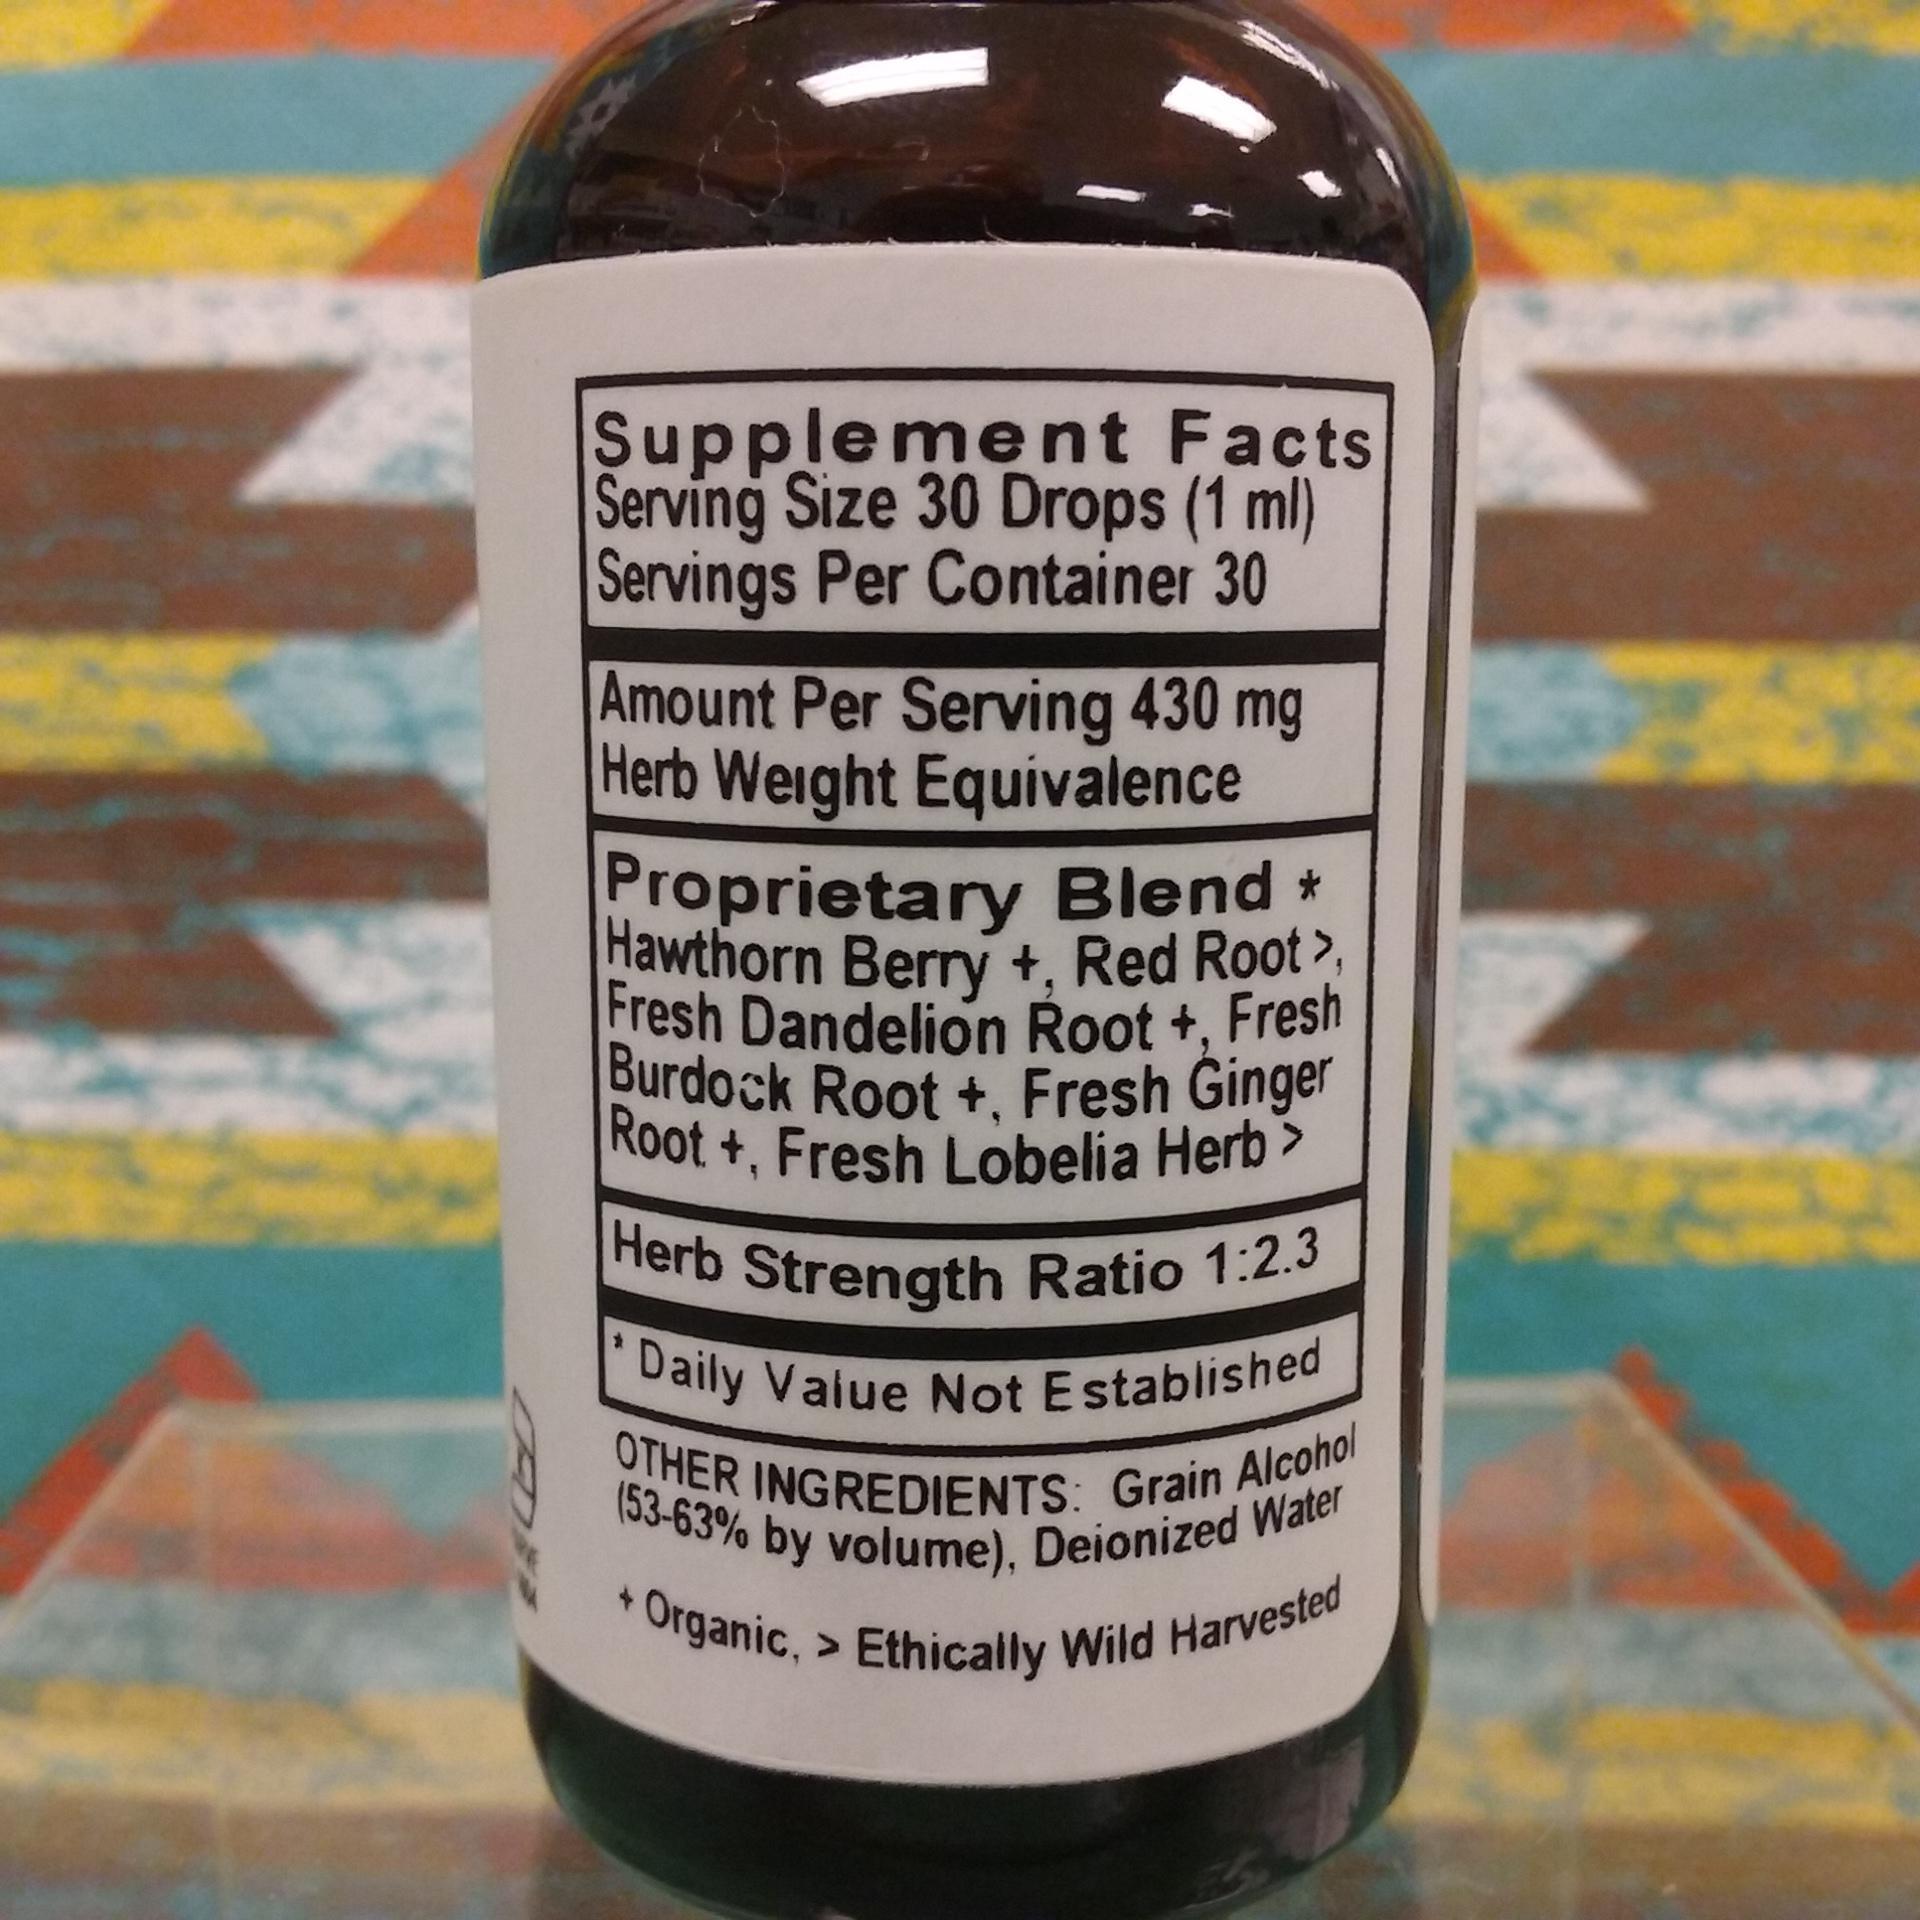 Supplement Facts
Serving Size 30 Drops (1 ml)
Servings Per Container 30
Amount Per Serving 430 mg
Herb Weight Equivalence
Proprietary Blend *
Hawthorn Berry +, Red Root >,
Fresh Dandelion Root +, Fresh
Burdock Root +, Fresh Ginger
Root +, Fresh Lobelia Herb >
Herb Strength Ratio 1:2.3
* Daily Value Not Established
OTHER INGREDIENTS: Grain Alcohol
(53-63% by volume), Deionized Water
+ Organic, > Ethically Wild Harvested